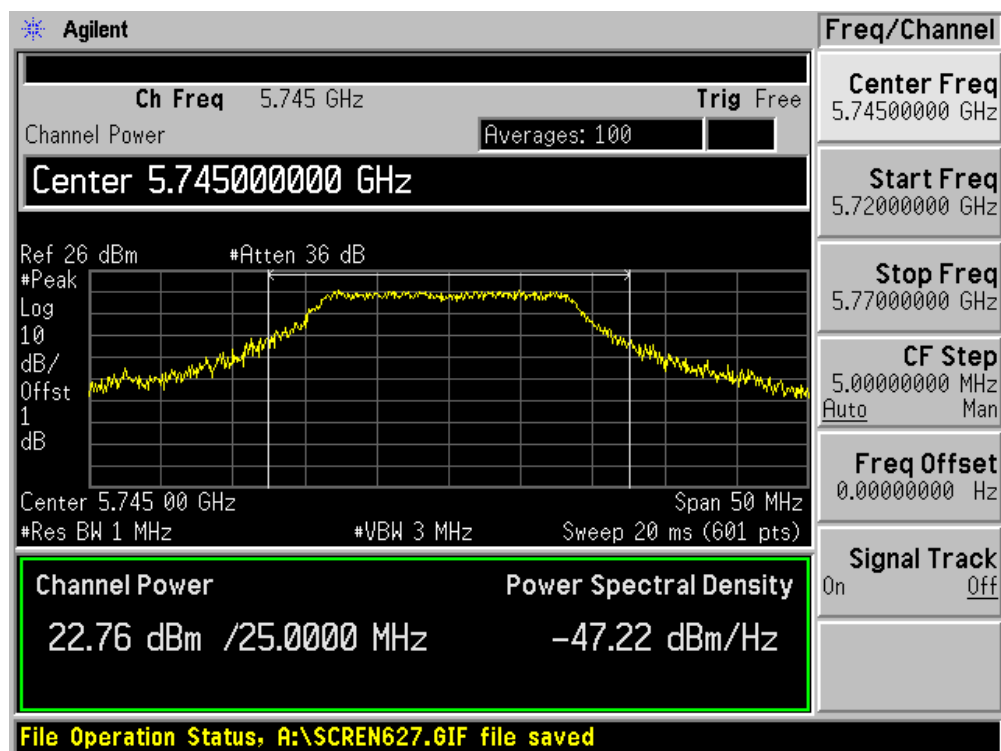 Agilent
Freq/Channel
Ch Freq 5.745 GHz Trig Free
Channel Power Averages: 100
Center 5.745000000 GHz
Ref 26 dBm #Atten 36 dB
#Peak
Log
10
dB/
Offst
1
dB
Center 5.745 00 GHz Span 50 MHz
#Res BW 1 MHz #VBW 3 MHz Sweep 20 ms (601 pts)
Channel Power Power Spectral Density
22.76 dBm /25.0000 MHz -47.22 dBm/Hz
File Operation Status, A:\SCREN627.GIF file saved
Center Freq
5.74500000 GHz
Start Freq
5.72000000 GHz
Stop Freq
5.77000000 GHz
CF Step
5.00000000 MHz
Auto Man
Freq Offset
0.00000000 Hz
Signal Track
On Off